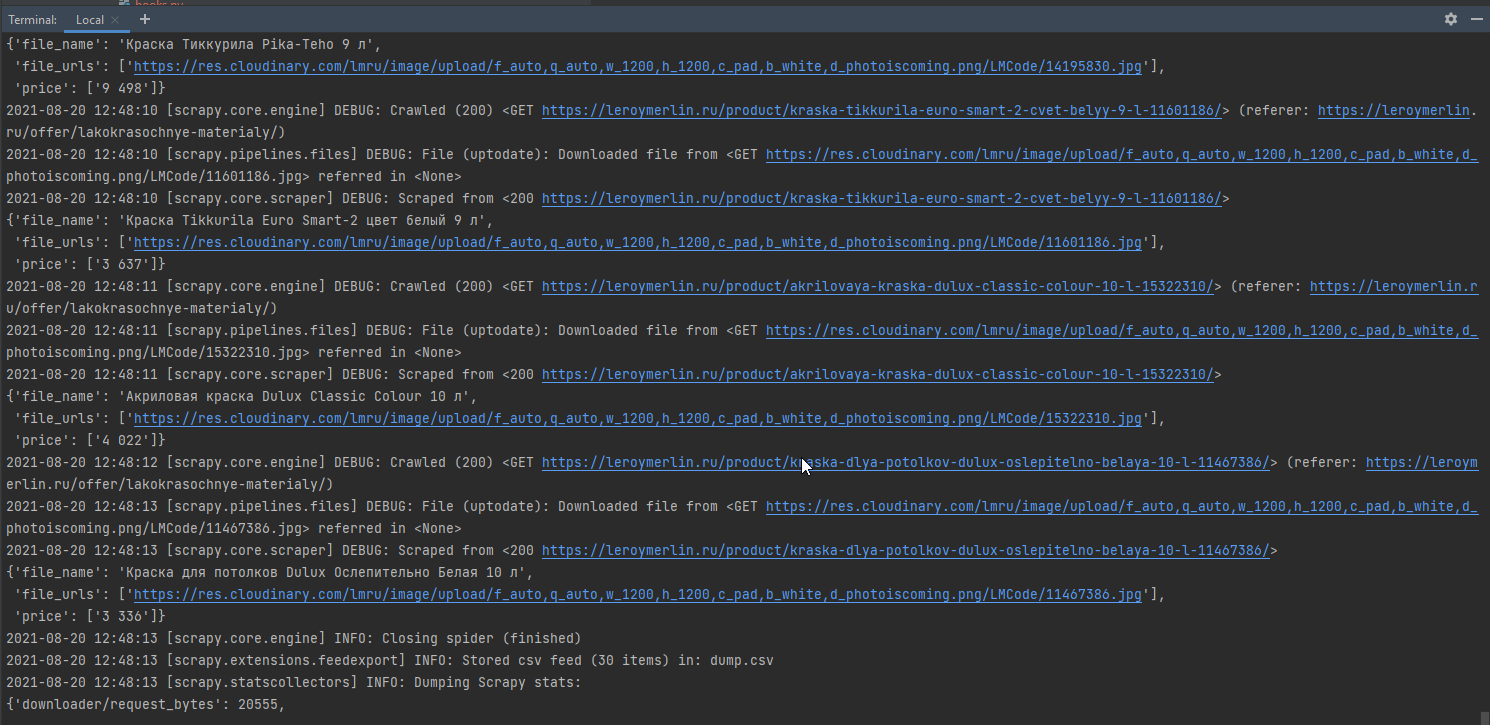 Terminal: Local × +
{'file_name': 'Краска Тиккурила Pika-Teho 9 л',
 'file_urls': ['https://res.cloudinary.com/lmru/image/upload/f_auto,q_auto,w_1200,h_1200,c_pad,b_white,d_photoiscoming.png/LMCode/14195830.jpg'],
 'price': ['9 498']}
2021-08-20 12:48:10 [scrapy.core.engine] DEBUG: Crawled (200) <GET https://leroymerlin.ru/product/kraska-tikkurila-euro-smart-2-cvet-belyy-9-l-11601186/> (referer: https://leroymerlin.
ru/offer/lakokrasochnye-materialy/)
2021-08-20 12:48:10 [scrapy.pipelines.files] DEBUG: File (uptodate): Downloaded file from <GET https://res.cloudinary.com/lmru/image/upload/f_auto,q_auto,w_1200,h_1200,c_pad,b_white,d_
photoiscoming.png/LMCode/11601186.jpg> referred in <None>
2021-08-20 12:48:10 [scrapy.core.scraper] DEBUG: Scraped from <200 https://leroymerlin.ru/product/kraska-tikkurila-euro-smart-2-cvet-belyy-9-l-11601186/>
{'file_name': 'Краска Tikkurila Euro Smart-2 цвет белый 9 л',
 'file_urls': ['https://res.cloudinary.com/lmru/image/upload/f_auto,q_auto,w_1200,h_1200,c_pad,b_white,d_photoiscoming.png/LMCode/11601186.jpg'],
 'price': ['3 637']}
2021-08-20 12:48:11 [scrapy.core.engine] DEBUG: Crawled (200) <GET https://leroymerlin.ru/product/akrilovaya-kraska-dulux-classic-colour-10-l-15322310/> (referer: https://leroymerlin.r
u/offer/lakokrasochnye-materialy/)
2021-08-20 12:48:11 [scrapy.pipelines.files] DEBUG: File (uptodate): Downloaded file from <GET https://res.cloudinary.com/lmru/image/upload/f_auto,q_auto,w_1200,h_1200,c_pad,b_white,d_
photoiscoming.png/LMCode/15322310.jpg> referred in <None>
2021-08-20 12:48:11 [scrapy.core.scraper] DEBUG: Scraped from <200 https://leroymerlin.ru/product/akrilovaya-kraska-dulux-classic-colour-10-l-15322310/>
{'file_name': 'Акриловая краска Dulux Classic Colour 10 л',
 'file_urls': ['https://res.cloudinary.com/lmru/image/upload/f_auto,q_auto,w_1200,h_1200,c_pad,b_white,d_photoiscoming.png/LMCode/15322310.jpg'],
 'price': ['4 022']}
2021-08-20 12:48:12 [scrapy.core.engine] DEBUG: Crawled (200) <GET https://leroymerlin.ru/product/kraska-dlya-potolkov-dulux-oslepitelno-belaya-10-l-11467386/> (referer: https://leroym
erlin.ru/offer/lakokrasochnye-materialy/)
2021-08-20 12:48:13 [scrapy.pipelines.files] DEBUG: File (uptodate): Downloaded file from <GET https://res.cloudinary.com/lmru/image/upload/f_auto,q_auto,w_1200,h_1200,c_pad,b_white,d_
photoiscoming.png/LMCode/11467386.jpg> referred in <None>
2021-08-20 12:48:13 [scrapy.core.scraper] DEBUG: Scraped from <200 https://leroymerlin.ru/product/kraska-dlya-potolkov-dulux-oslepitelno-belaya-10-l-11467386/>
{'file_name': 'Краска для потолков Dulux Ослепительно Белая 10 л',
 'file_urls': ['https://res.cloudinary.com/lmru/image/upload/f_auto,q_auto,w_1200,h_1200,c_pad,b_white,d_photoiscoming.png/LMCode/11467386.jpg'],
 'price': ['3 336']}
2021-08-20 12:48:13 [scrapy.core.engine] INFO: Closing spider (finished)
2021-08-20 12:48:13 [scrapy.extensions.feedexport] INFO: Stored csv feed (30 items) in: dump.csv
2021-08-20 12:48:13 [scrapy.statscollectors] INFO: Dumping Scrapy stats:
{'downloader/request_bytes': 20555,